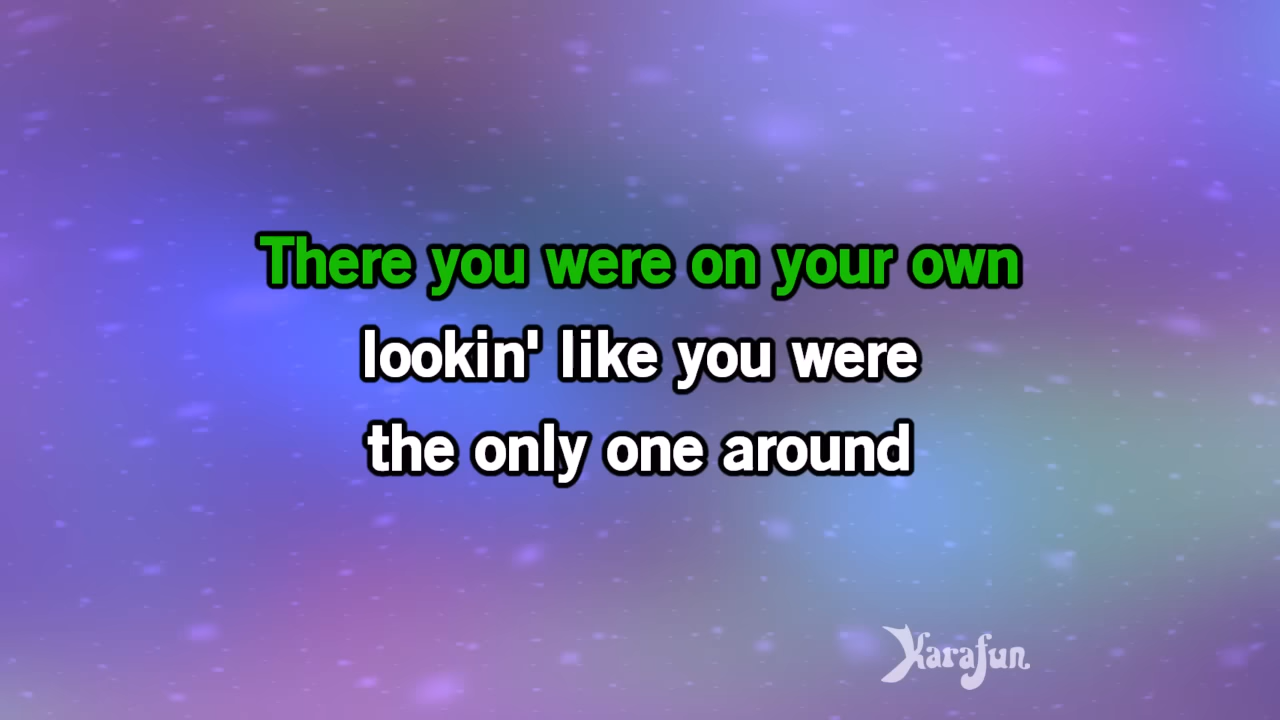 There you were on your own
lookin' like you were
the only one around
Karafun